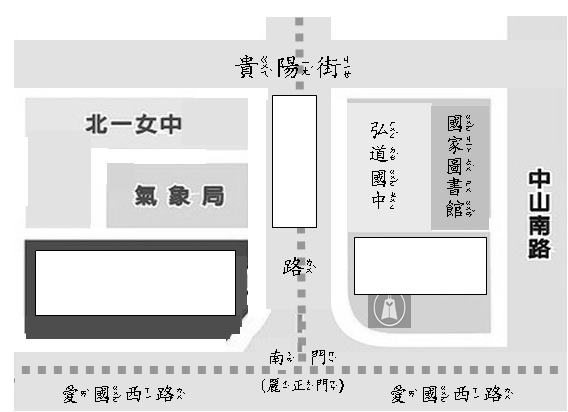 貴陽街
北一女中
氣象局
弘道國中
國家圖書館
中山南路
路
南門
(麗正門)
愛國西路
愛國西路